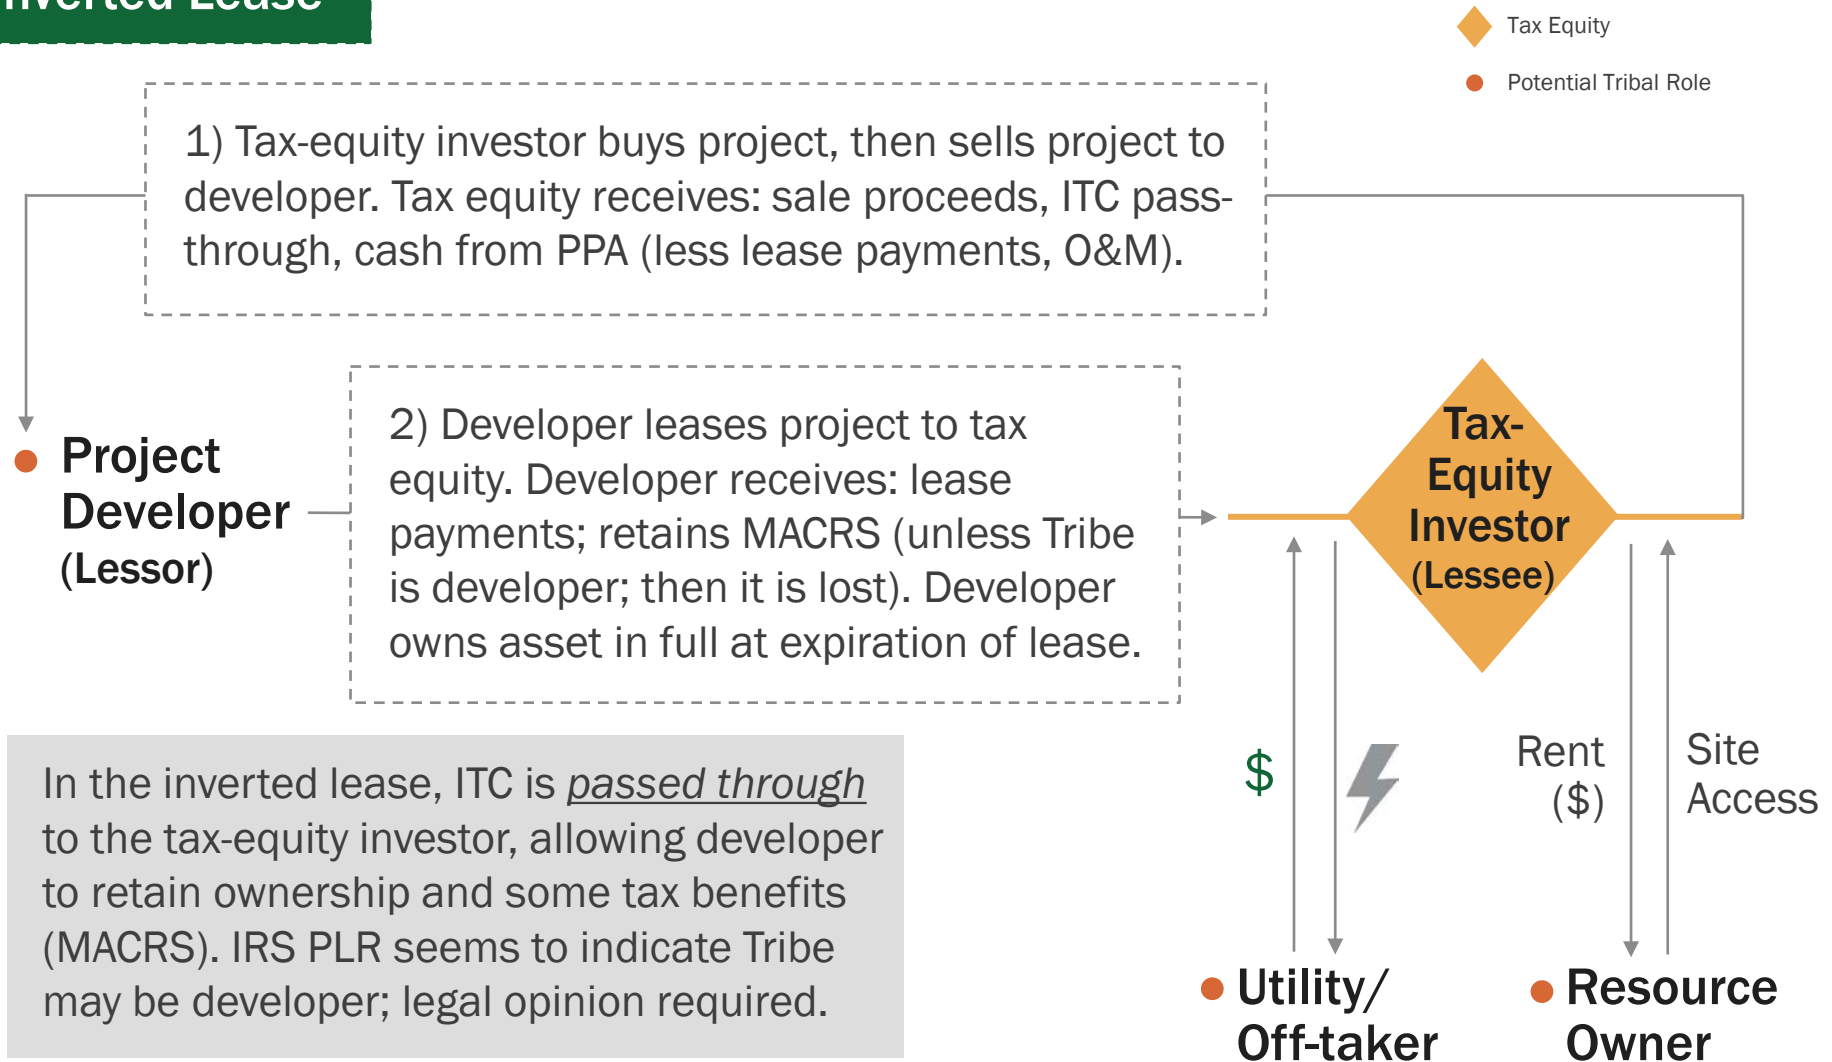 Inverted Lease
Tax Equity
Potential Tribal Role
1) Tax-equity investor buys project, then sells project to
developer. Tax equity receives: sale proceeds, ITC pass-
through, cash from PPA (less lease payments, O&M).
Project
Developer
(Lessor)
2) Developer leases project to tax
equity. Developer receives: lease
payments; retains MACRS (unless Tribe
is developer; then it is lost). Developer
owns asset in full at expiration of lease.
Tax-
Equity
Investor
(Lessee)
In the inverted lease, ITC is passed through
to the tax-equity investor, allowing developer
to retain ownership and some tax benefits
(MACRS). IRS PLR seems to indicate Tribe
may be developer; legal opinion required.
$
Rent
($)
Site
Access
Utility/
Off-taker
Resource
Owner